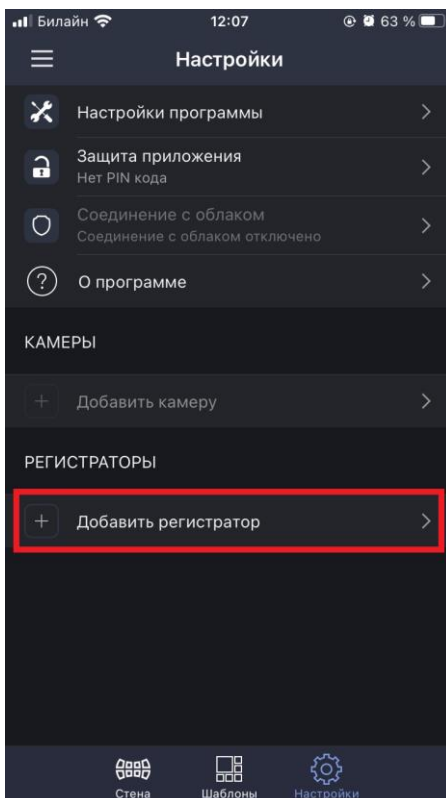 Билайн 12:07 63 %
Настройки
Настройки программы
Защита приложения
Нет PIN кода
Соединение с облаком
Соединение с облаком отключено
? О программе
КАМЕРЫ
+ Добавить камеру
РЕГИСТРАТОРЫ
+ Добавить регистратор
Стена Шаблоны Настройки